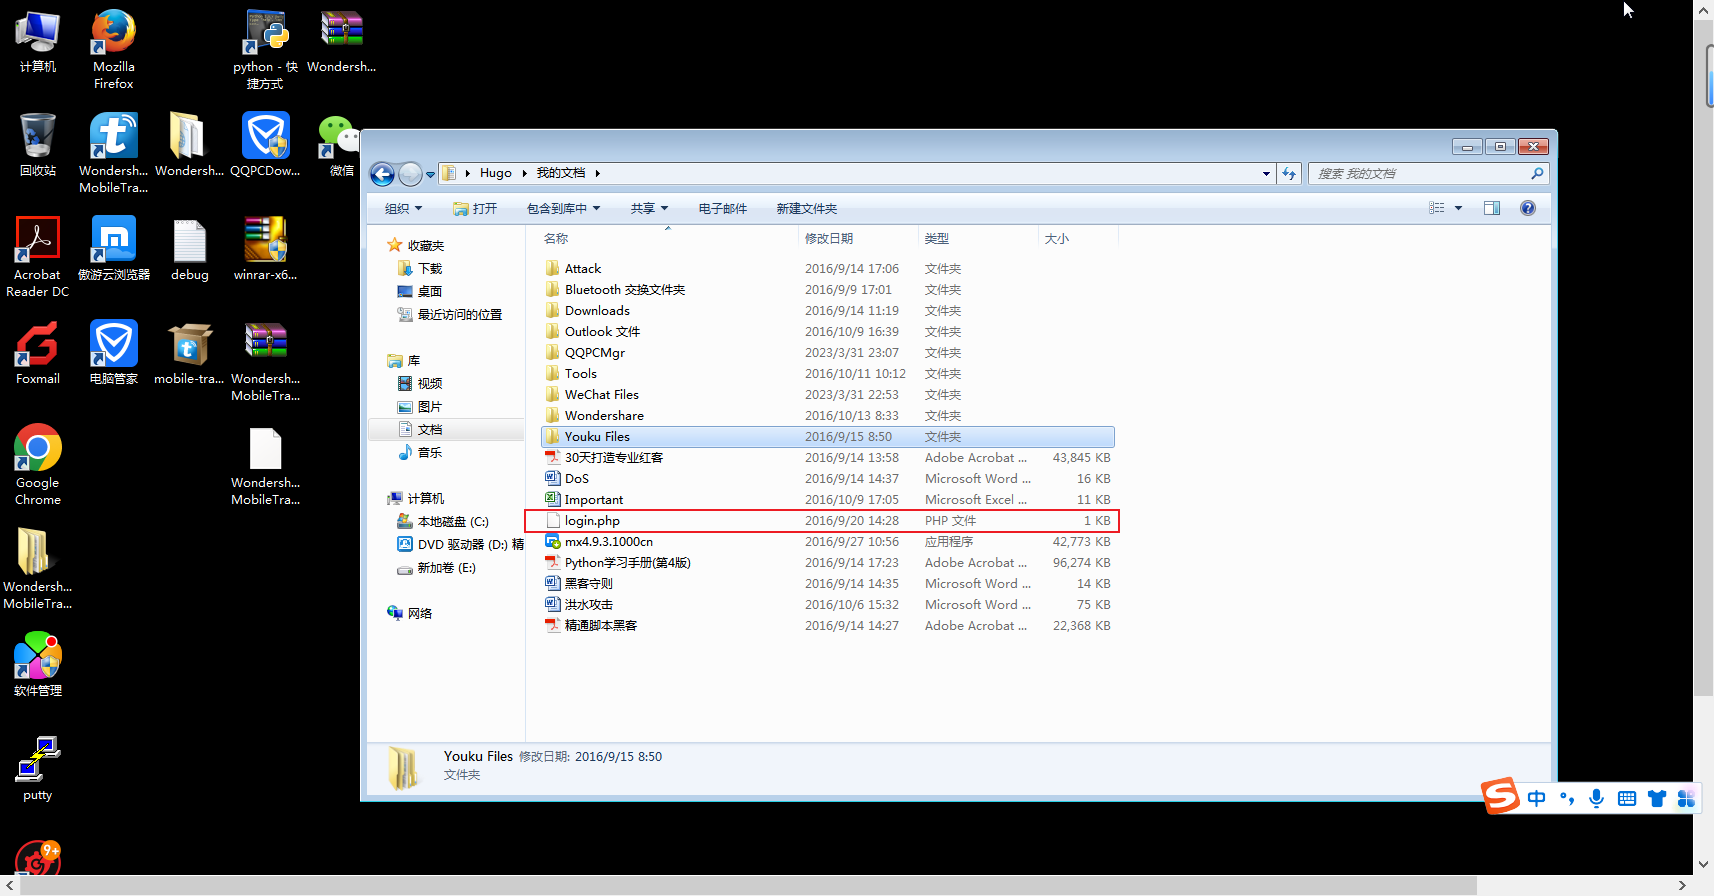 计算机
Mozilla
Firefox
python - 快
捷方式
Wondersh...
回收站
Wondersh...
MobileTra...
Wondersh...
QQPCDow...
微信
Acrobat
Reader DC
傲游云浏览器
debug
winrar-x6...
Foxmail
电脑管家
mobile-tra...
Wondersh...
MobileTra...
Google
Chrome
Wondersh...
MobileTra...
Wondersh...
MobileTra...
软件管理
putty
9+
Hugo 我的文档
搜索 我的文档
组织 打开 包含到库中 共享 电子邮件 新建文件夹
收藏夹
下载
桌面
最近访问的位置
库
视频
图片
文档
音乐
计算机
本地磁盘 (C:)
DVD 驱动器 (D:) 精
新加卷 (E:)
网络
名称 修改日期 类型 大小
Attack 2016/9/14 17:06 文件夹
Bluetooth 交换文件夹 2016/9/9 17:01 文件夹
Downloads 2016/9/14 11:19 文件夹
Outlook 文件 2016/10/9 16:39 文件夹
QQPCMgr 2023/3/31 23:07 文件夹
Tools 2016/10/11 10:12 文件夹
WeChat Files 2023/3/31 22:53 文件夹
Wondershare 2016/10/13 8:33 文件夹
Youku Files 2016/9/15 8:50 文件夹
30天打造专业红客 2016/9/14 13:58 Adobe Acrobat ... 43,845 KB
DoS 2016/9/14 14:37 Microsoft Word ... 16 KB
Important 2016/10/9 17:05 Microsoft Excel ... 11 KB
login.php 2016/9/20 14:28 PHP 文件 1 KB
mx4.9.3.1000cn 2016/9/27 10:56 应用程序 42,773 KB
Python学习手册(第4版) 2016/9/14 17:23 Adobe Acrobat ... 96,274 KB
黑客守则 2016/9/14 14:35 Microsoft Word ... 14 KB
洪水攻击 2016/10/6 15:32 Microsoft Word ... 75 KB
精通脚本黑客 2016/9/14 14:27 Adobe Acrobat ... 22,368 KB
Youku Files 修改日期: 2016/9/15 8:50
文件夹
中